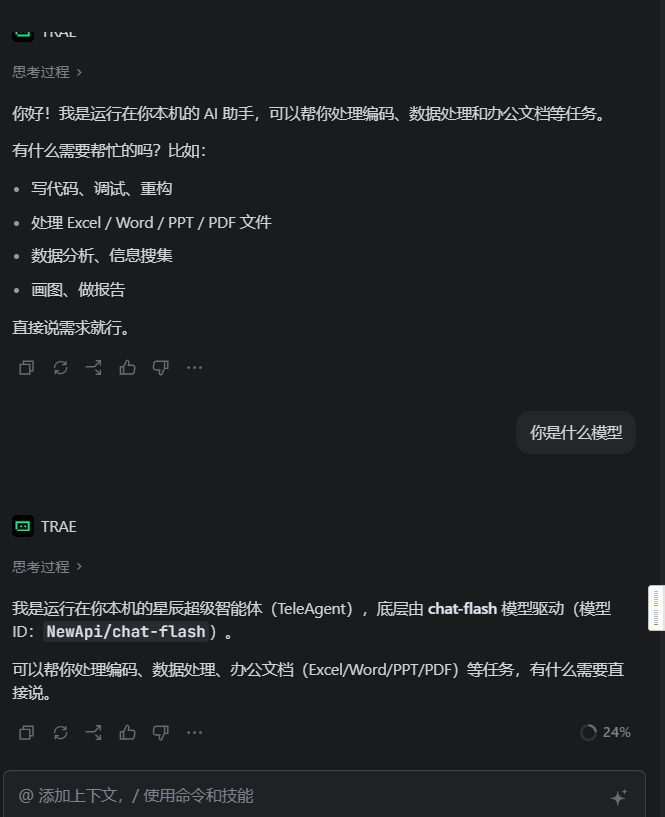 TRAE
思考过程 >
你好！我是运行在你本机的 AI 助手，可以帮你处理编码、数据处理和办公文档等任务。
有什么需要帮忙的吗？比如：
• 写代码、调试、重构
• 处理 Excel / Word / PPT / PDF 文件
• 数据分析、信息搜集
• 画图、做报告
直接说需求就行。
你是什么模型
TRAE
思考过程 >
我是运行在你本机的星辰超级智能体（TeleAgent），底层由 chat-flash 模型驱动（模型
ID：NewApi/chat-flash）。
可以帮你处理编码、数据处理、办公文档（Excel/Word/PPT/PDF）等任务，有什么需要直
接说。
24%
@ 添加上下文，/ 使用命令和技能